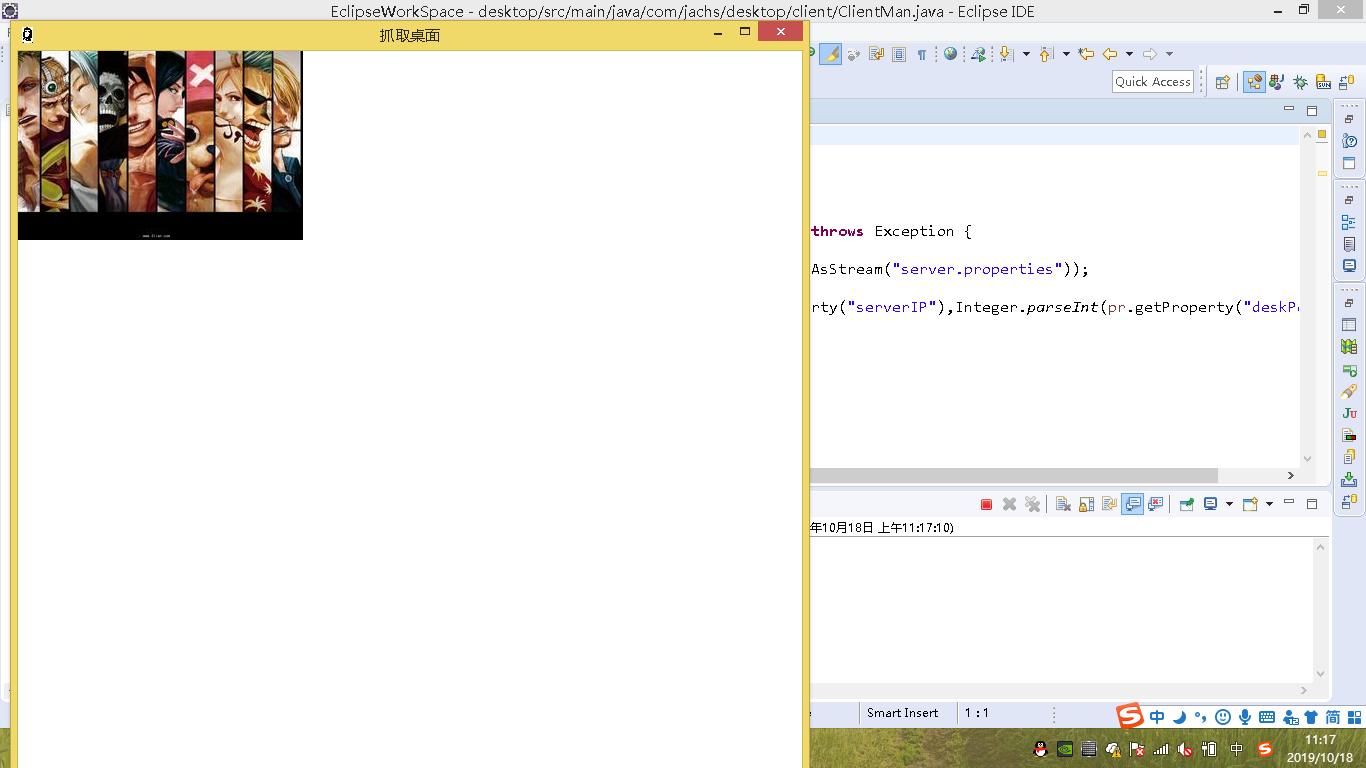 EclipseWorkSpace - desktop/src/main/java/com/jachs/desktop/client/ClientMan.java - Eclipse IDE
抓取桌面
Quick Access
throws Exception {
AsStream("server.properties"));
rty("serverIP"),Integer.parseInt(pr.getProperty("deskP
年10月18日 上午11:17:10)
Smart Insert
1 : 1
中
简
中
11:17
2019/10/18